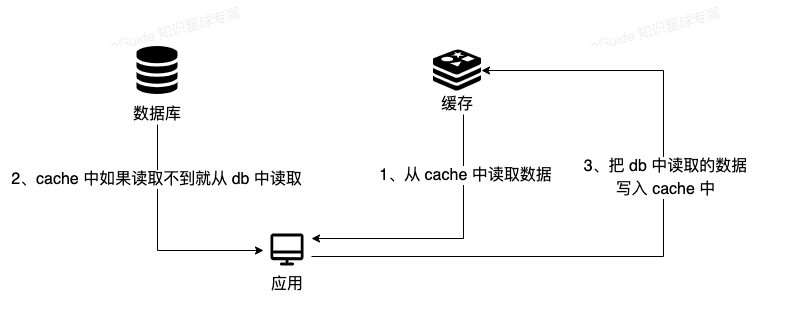 Guide 知识星球专属
Guide 知识星球专属
数据库
缓存
2、cache 中如果读取不到就从 db 中读取
1、从 cache 中读取数据
3、把 db 中读取的数据
写入 cache 中
应用